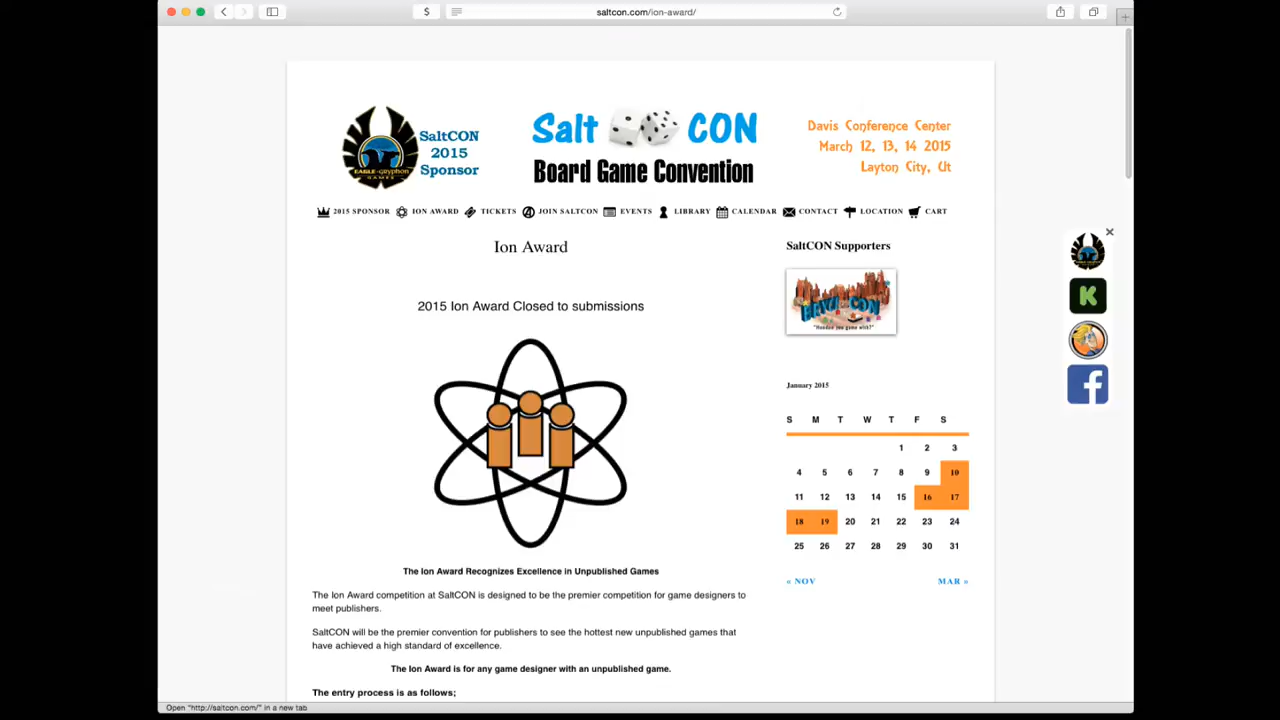 $
saltcon.com/ion-award/
EAGLE-gryphon
GAMES
SaltCON
2015
Sponsor
Salt CON
Board Game Convention
Davis Conference Center
March 12, 13, 14 2015
Layton City, Ut
2015 SPONSOR ION AWARD TICKETS JOIN SALTCON EVENTS LIBRARY CALENDAR CONTACT LOCATION CART
Ion Award
2015 Ion Award Closed to submissions
The Ion Award Recognizes Excellence in Unpublished Games
The Ion Award competition at SaltCON is designed to be the premier competition for game designers to
meet publishers.
SaltCON will be the premier convention for publishers to see the hottest new unpublished games that
have achieved a high standard of excellence.
The Ion Award is for any game designer with an unpublished game.
The entry process is as follows;
SaltCON Supporters
January 2015
S M T W T F S
1 2 3
4 5 6 7 8 9 10
11 12 13 14 15 16 17
18 19 20 21 22 23 24
25 26 27 28 29 30 31
« NOV MAR »
K
f
Open "http://saltcon.com/" in a new tab